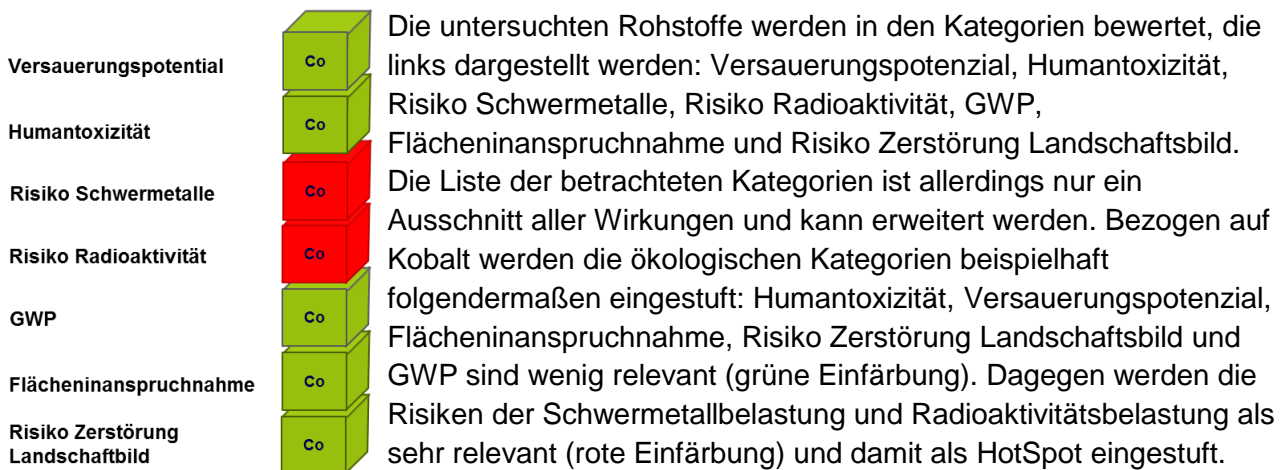 Versauerungspotential
Co
Humantoxizität
Co
Risiko Schwermetalle
Co
Risiko Radioaktivität
Co
GWP
Co
Flächeninanspruchnahme
Co
Risiko Zerstörung
Landschaftbild
Co
Die untersuchten Rohstoffe werden in den Kategorien bewertet, die
links dargestellt werden: Versauerungspotenzial, Humantoxizität,
Risiko Schwermetalle, Risiko Radioaktivität, GWP,
Flächeninanspruchnahme und Risiko Zerstörung Landschaftsbild.
Die Liste der betrachteten Kategorien ist allerdings nur ein
Ausschnitt aller Wirkungen und kann erweitert werden. Bezogen auf
Kobalt werden die ökologischen Kategorien beispielhaft
folgendermaßen eingestuft: Humantoxizität, Versauerungspotenzial,
Flächeninanspruchnahme, Risiko Zerstörung Landschaftsbild und
GWP sind wenig relevant (grüne Einfärbung). Dagegen werden die
Risiken der Schwermetallbelastung und Radioaktivitätsbelastung als
sehr relevant (rote Einfärbung) und damit als HotSpot eingestuft.